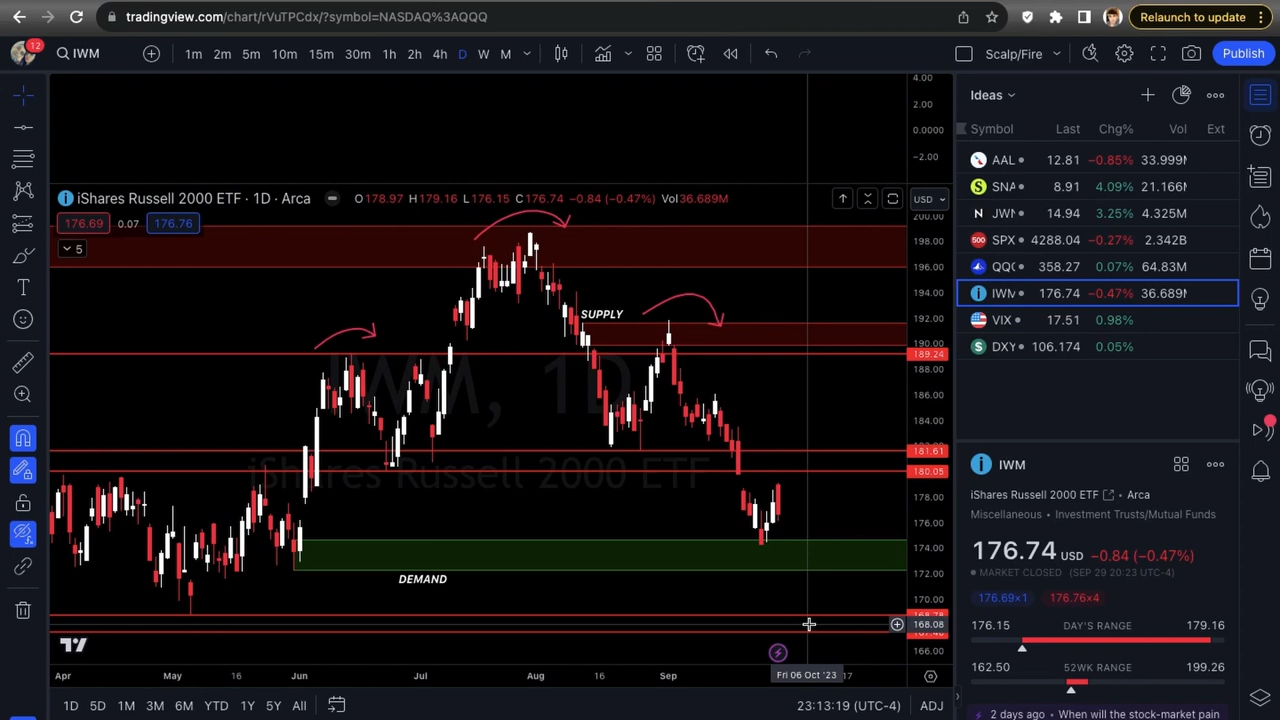 tradingview.com/chart/rVuTPCdx/?symbol=NASDAQ%3AQQQ
Relaunch to update
12
IWM
1m 2m 5m 10m 15m 30m 1h 2h 4h D W M
Scalp/Fire
Publish
iShares Russell 2000 ETF · 1D · Arca
O178.97 H179.16 L176.15 C176.74 −0.84 (−0.47%) Vol36.689M
176.69 0.07 176.76
5
USD
4.00
2.00
0.0000
−2.00
200.00
198.00
196.00
194.00
192.00
190.00
189.24
188.00
186.00
184.00
181.61
180.05
178.00
176.00
174.00
172.00
170.00
168.78
168.08
166.00
SUPPLY
DEMAND
IWM, 1D
iShares Russell 2000 ETF
Apr May 16 Jun Jul Aug 16 Sep Fri 06 Oct '23 17
1D 5D 1M 3M 6M YTD 1Y 5Y All
23:13:19 (UTC-4) ADJ
Ideas
Symbol Last Chg% Vol Ext
AAL 12.81 −0.85% 33.999M
SNA 8.91 4.09% 21.166M
JWN 14.94 3.25% 4.325M
500 SPX 4288.04 −0.27% 2.342B
QQQ 358.27 0.07% 64.83M
IWM 176.74 −0.47% 36.689M
VIX 17.51 0.98%
DXY 106.174 0.05%
IWM
iShares Russell 2000 ETF · Arca
Miscellaneous · Investment Trusts/Mutual Funds
176.74 USD −0.84 (−0.47%)
MARKET CLOSED (SEP 29 20:23 UTC-4)
176.69×1 176.76×4
176.15 DAY'S RANGE 179.16
162.50 52WK RANGE 199.26
2 days ago · When will the stock-market pain